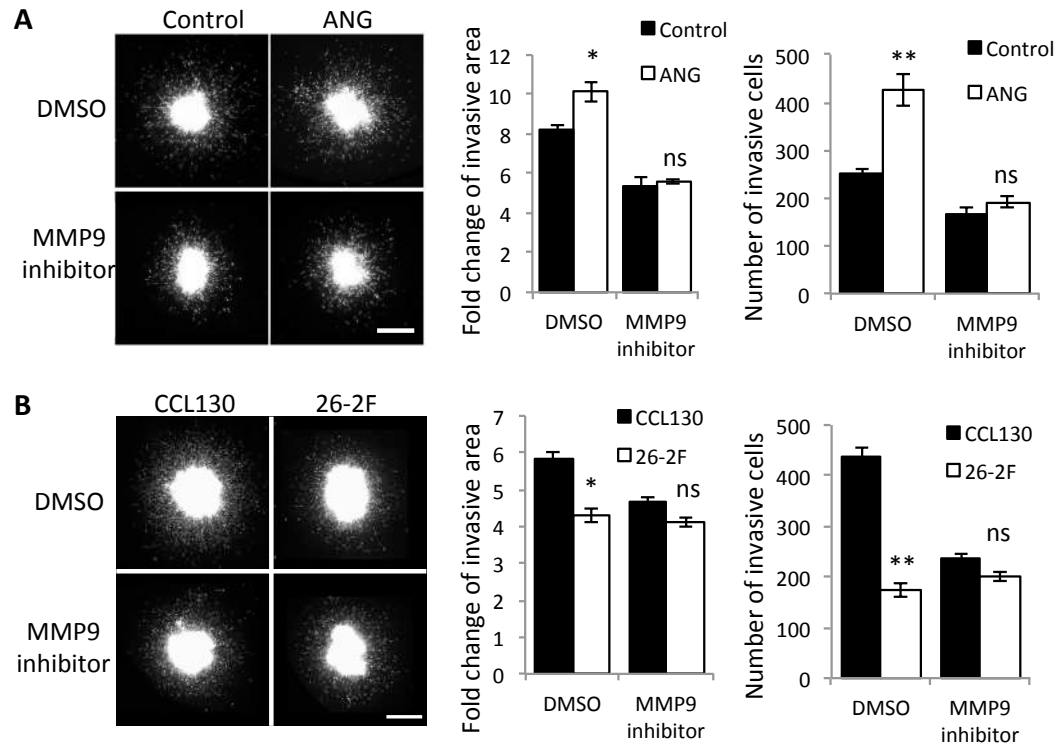 A
Control
ANG
DMSO
MMP9
inhibitor
Fold change of invasive area
12
10
8
6
4
2
0
*
ns
Control
ANG
DMSO
MMP9
inhibitor
Number of invasive cells
500
400
300
200
100
0
**
ns
Control
ANG
DMSO
MMP9
inhibitor
B
CCL130
26-2F
DMSO
MMP9
inhibitor
Fold change of invasive area
7
6
5
4
3
2
1
0
*
ns
CCL130
26-2F
DMSO
MMP9
inhibitor
Number of invasive cells
500
400
300
200
100
0
**
ns
CCL130
26-2F
DMSO
MMP9
inhibitor